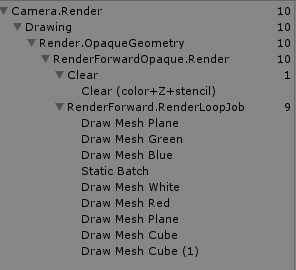 Camera.Render 10
Drawing 10
Render.OpaqueGeometry 10
RenderForwardOpaque.Render 10
Clear 1
Clear (color+Z+stencil)
RenderForward.RenderLoopJob 9
Draw Mesh Plane
Draw Mesh Green
Draw Mesh Blue
Static Batch
Draw Mesh White
Draw Mesh Red
Draw Mesh Plane
Draw Mesh Cube
Draw Mesh Cube (1)